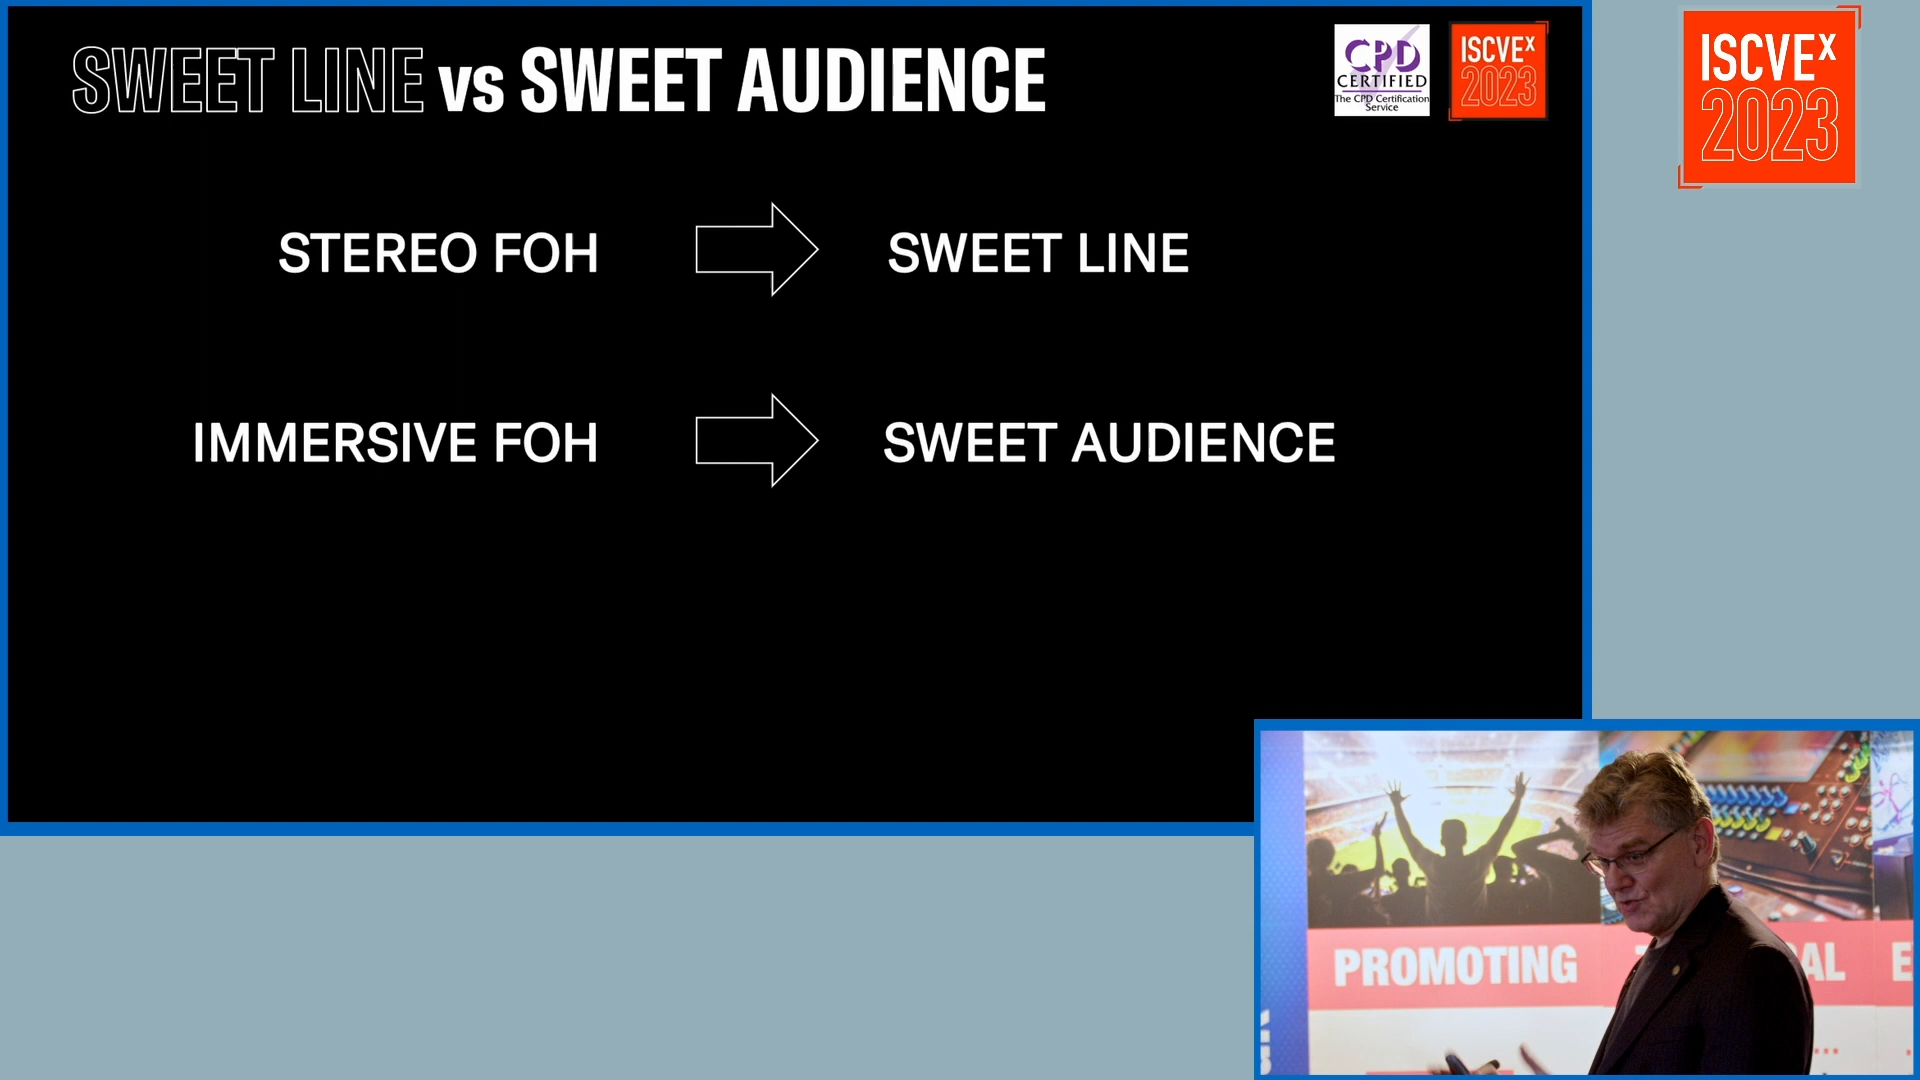 SWEET LINE vs SWEET AUDIENCE
CPD
CERTIFIED
The CPD Certification
Service
ISCVEx
2023
ISCVEx
2023
STEREO FOH
SWEET LINE
IMMERSIVE FOH
SWEET AUDIENCE
PROMOTING